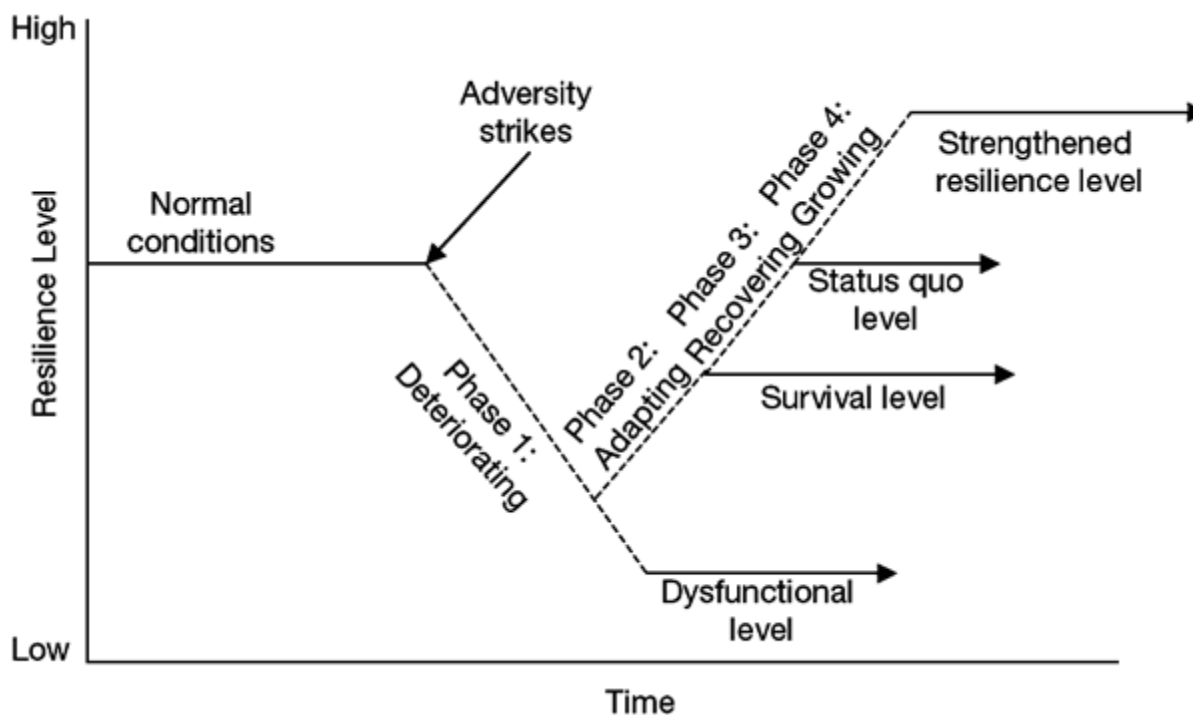 High
Adversity
strikes
Normal
conditions
Resilience Level
Phase 1:
Deteriorating
Phase 2: Phase 3: Phase 4:
Adapting Recovering Growing
Strengthened
resilience level
Status quo
level
Survival level
Dysfunctional
level
Low
Time